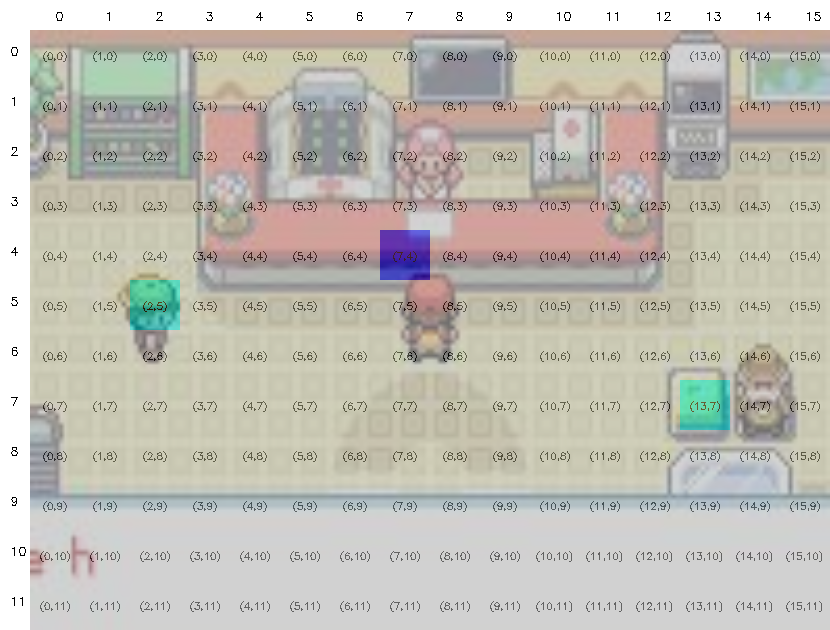 0 1 2 3 4 5 6 7 8 9 10 11 12 13 14 15
0 (0,0) (1,0) (2,0) (3,0) (4,0) (5,0) (6,0) (7,0) (8,0) (9,0) (10,0) (11,0) (12,0) (13,0) (14,0) (15,0)
1 (0,1) (1,1) (2,1) (3,1) (4,1) (5,1) (6,1) (7,1) (8,1) (9,1) (10,1) (11,1) (12,1) (13,1) (14,1) (15,1)
2 (0,2) (1,2) (2,2) (3,2) (4,2) (5,2) (6,2) (7,2) (8,2) (9,2) (10,2) (11,2) (12,2) (13,2) (14,2) (15,2)
3 (0,3) (1,3) (2,3) (3,3) (4,3) (5,3) (6,3) (7,3) (8,3) (9,3) (10,3) (11,3) (12,3) (13,3) (14,3) (15,3)
4 (0,4) (1,4) (2,4) (3,4) (4,4) (5,4) (6,4) (7,4) (8,4) (9,4) (10,4) (11,4) (12,4) (13,4) (14,4) (15,4)
5 (0,5) (1,5) (2,5) (3,5) (4,5) (5,5) (6,5) (7,5) (8,5) (9,5) (10,5) (11,5) (12,5) (13,5) (14,5) (15,5)
6 (0,6) (1,6) (2,6) (3,6) (4,6) (5,6) (6,6) (7,6) (8,6) (9,6) (10,6) (11,6) (12,6) (13,6) (14,6) (15,6)
7 (0,7) (1,7) (2,7) (3,7) (4,7) (5,7) (6,7) (7,7) (8,7) (9,7) (10,7) (11,7) (12,7) (13,7) (14,7) (15,7)
8 (0,8) (1,8) (2,8) (3,8) (4,8) (5,8) (6,8) (7,8) (8,8) (9,8) (10,8) (11,8) (12,8) (13,8) (14,8) (15,8)
9 (0,9) (1,9) (2,9) (3,9) (4,9) (5,9) (6,9) (7,9) (8,9) (9,9) (10,9) (11,9) (12,9) (13,9) (14,9) (15,9)
10 (0,10) (1,10) (2,10) (3,10) (4,10) (5,10) (6,10) (7,10) (8,10) (9,10) (10,10) (11,10) (12,10) (13,10) (14,10) (15,10)
e h
11 (0,11) (1,11) (2,11) (3,11) (4,11) (5,11) (6,11) (7,11) (8,11) (9,11) (10,11) (11,11) (12,11) (13,11) (14,11) (15,11)